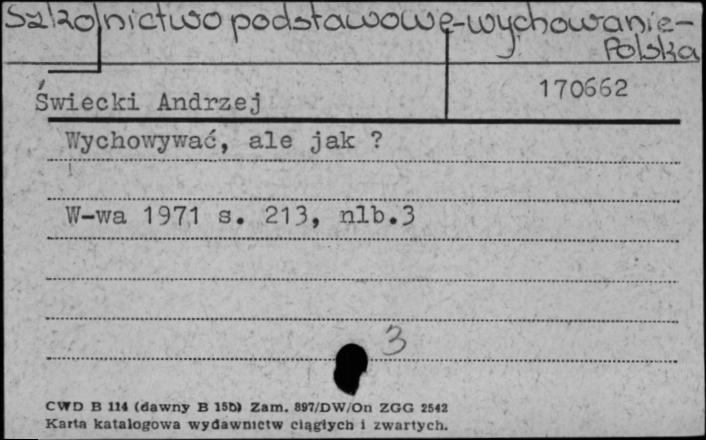 Szkolnictwo podstawowe-wychowanie-
Polska
170662
Świecki Andrzej
Wychowywać, ale jak ?
W-wa 1971 s. 213, nlb.3
3
CWD B 114 (dawny B 15b) Zam. 897/DW/On ZGG 2542
Karta katalogowa wydawnictw ciągłych i zwartych.